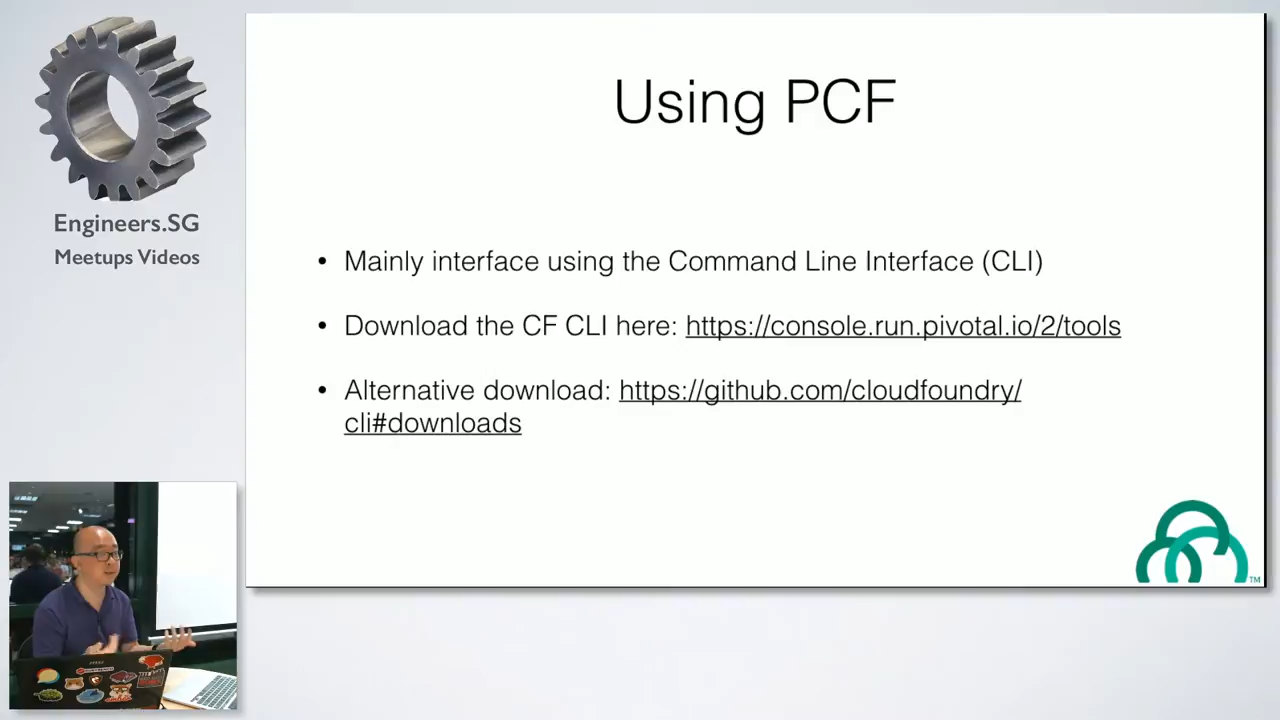 Engineers.SG
Meetups Videos
Using PCF
• Mainly interface using the Command Line Interface (CLI)
• Download the CF CLI here: https://console.run.pivotal.io/2/tools
• Alternative download: https://github.com/cloudfoundry/
cli#downloads
TM